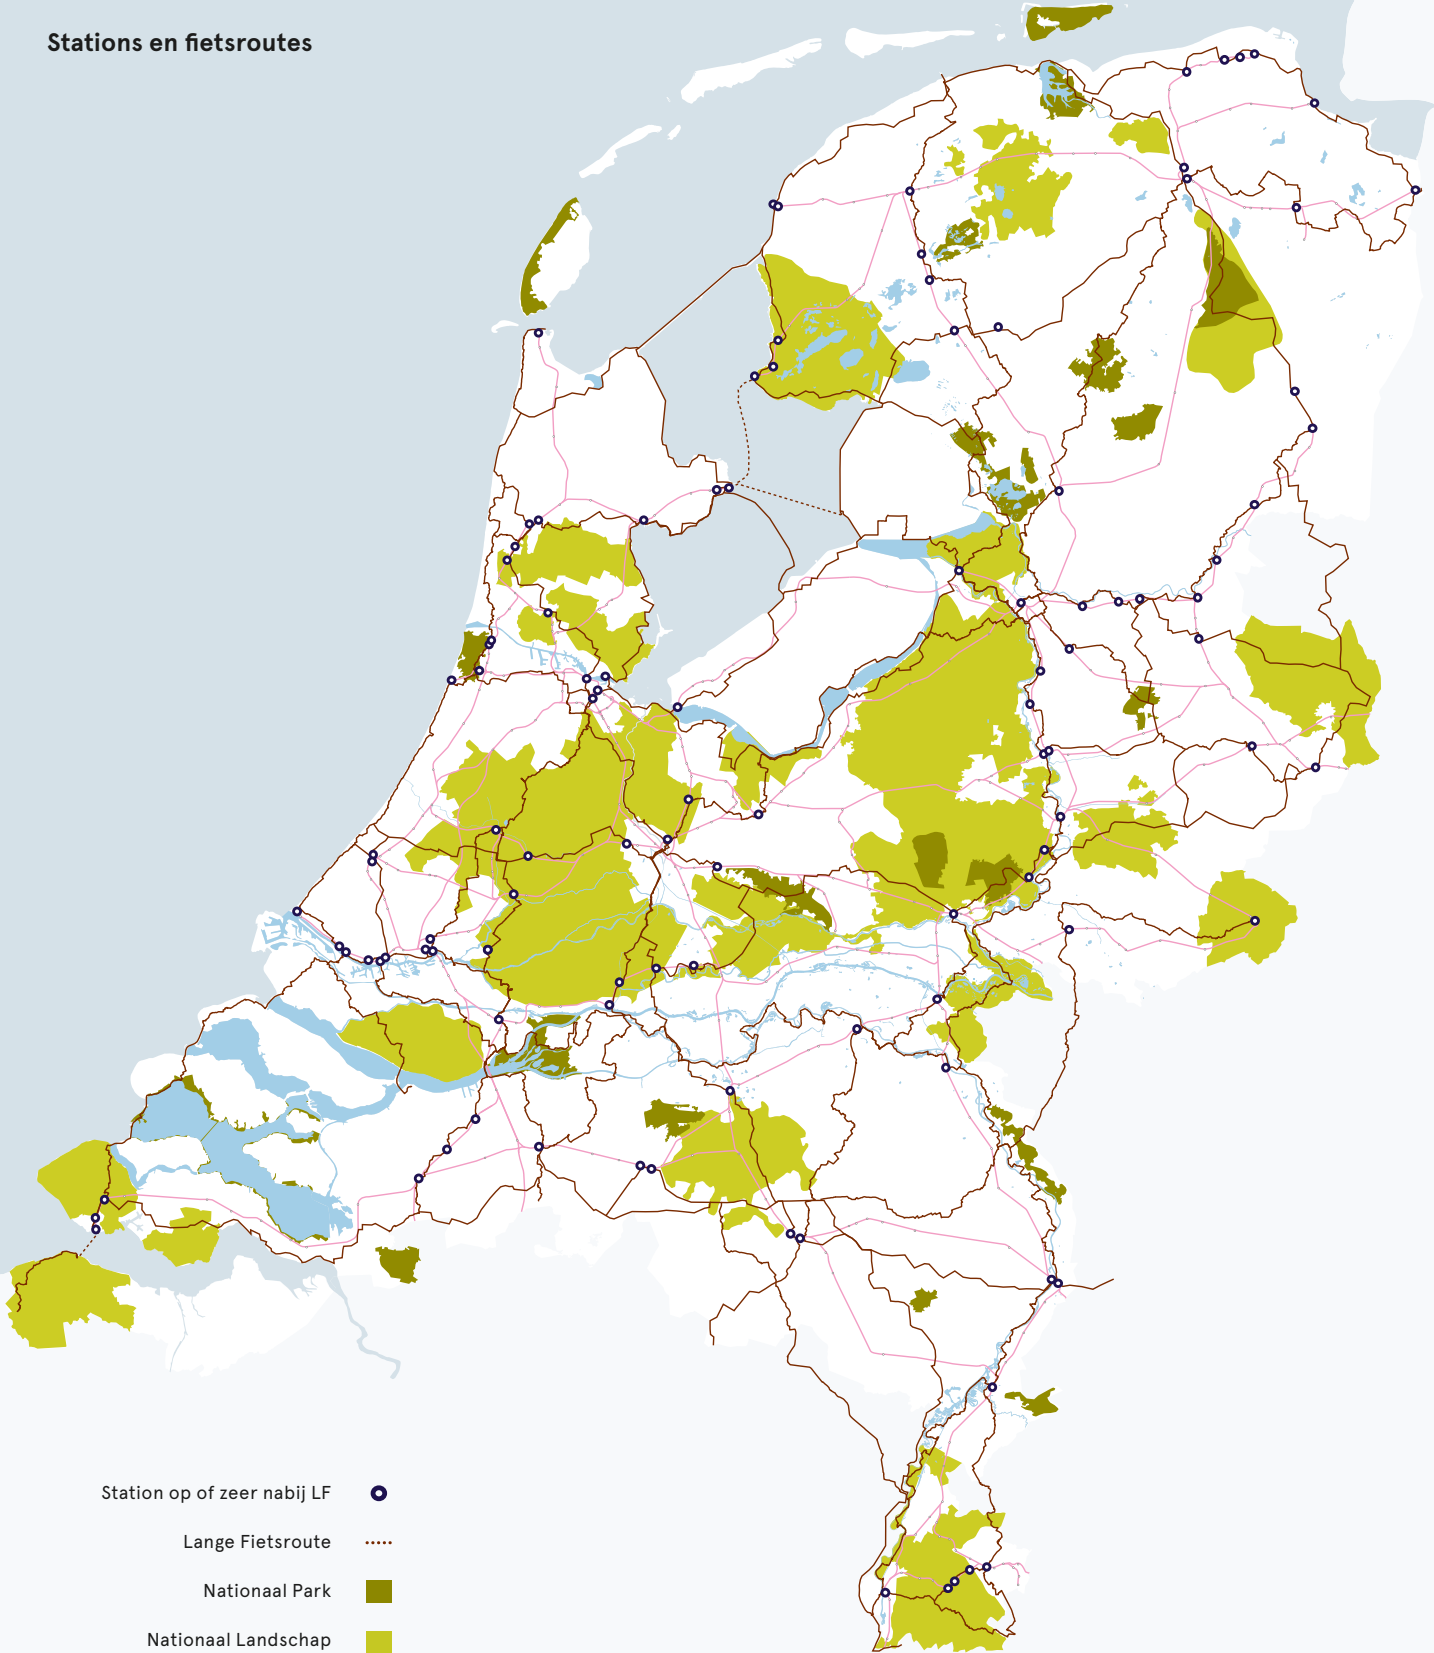 Stations en fietsroutes
Station op of zeer nabij LF
Lange Fietsroute
Nationaal Park
Nationaal Landschap